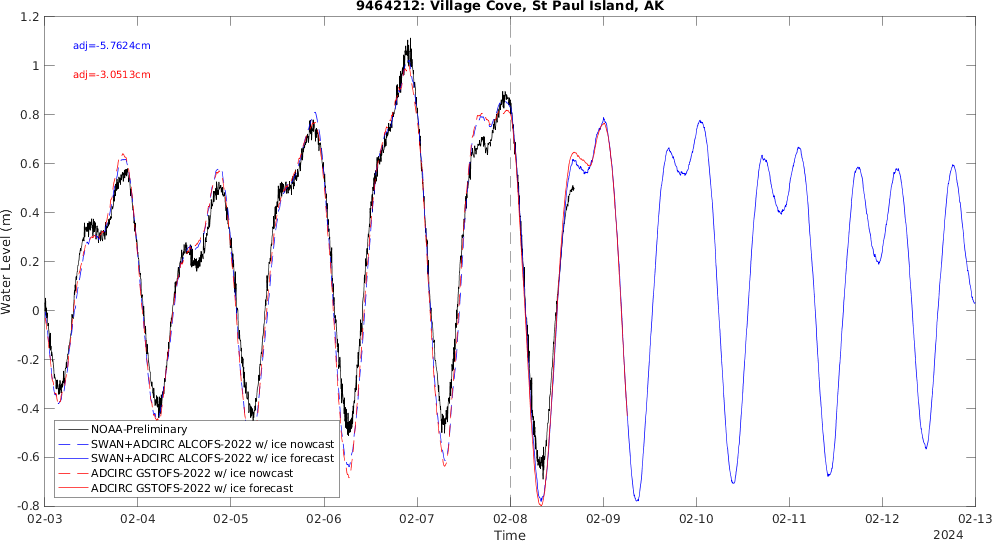 9464212: Village Cove, St Paul Island, AK
1.2
1
0.8
0.6
0.4
0.2
0
-0.2
-0.4
-0.6
-0.8
Water Level (m)
adj=-5.7624cm
adj=-3.0513cm
NOAA-Preliminary
SWAN+ADCIRC ALCOFS-2022 w/ ice nowcast
SWAN+ADCIRC ALCOFS-2022 w/ ice forecast
ADCIRC GSTOFS-2022 w/ ice nowcast
ADCIRC GSTOFS-2022 w/ ice forecast
02-03 02-04 02-05 02-06 02-07 02-08 02-09 02-10 02-11 02-12 02-13
Time
2024